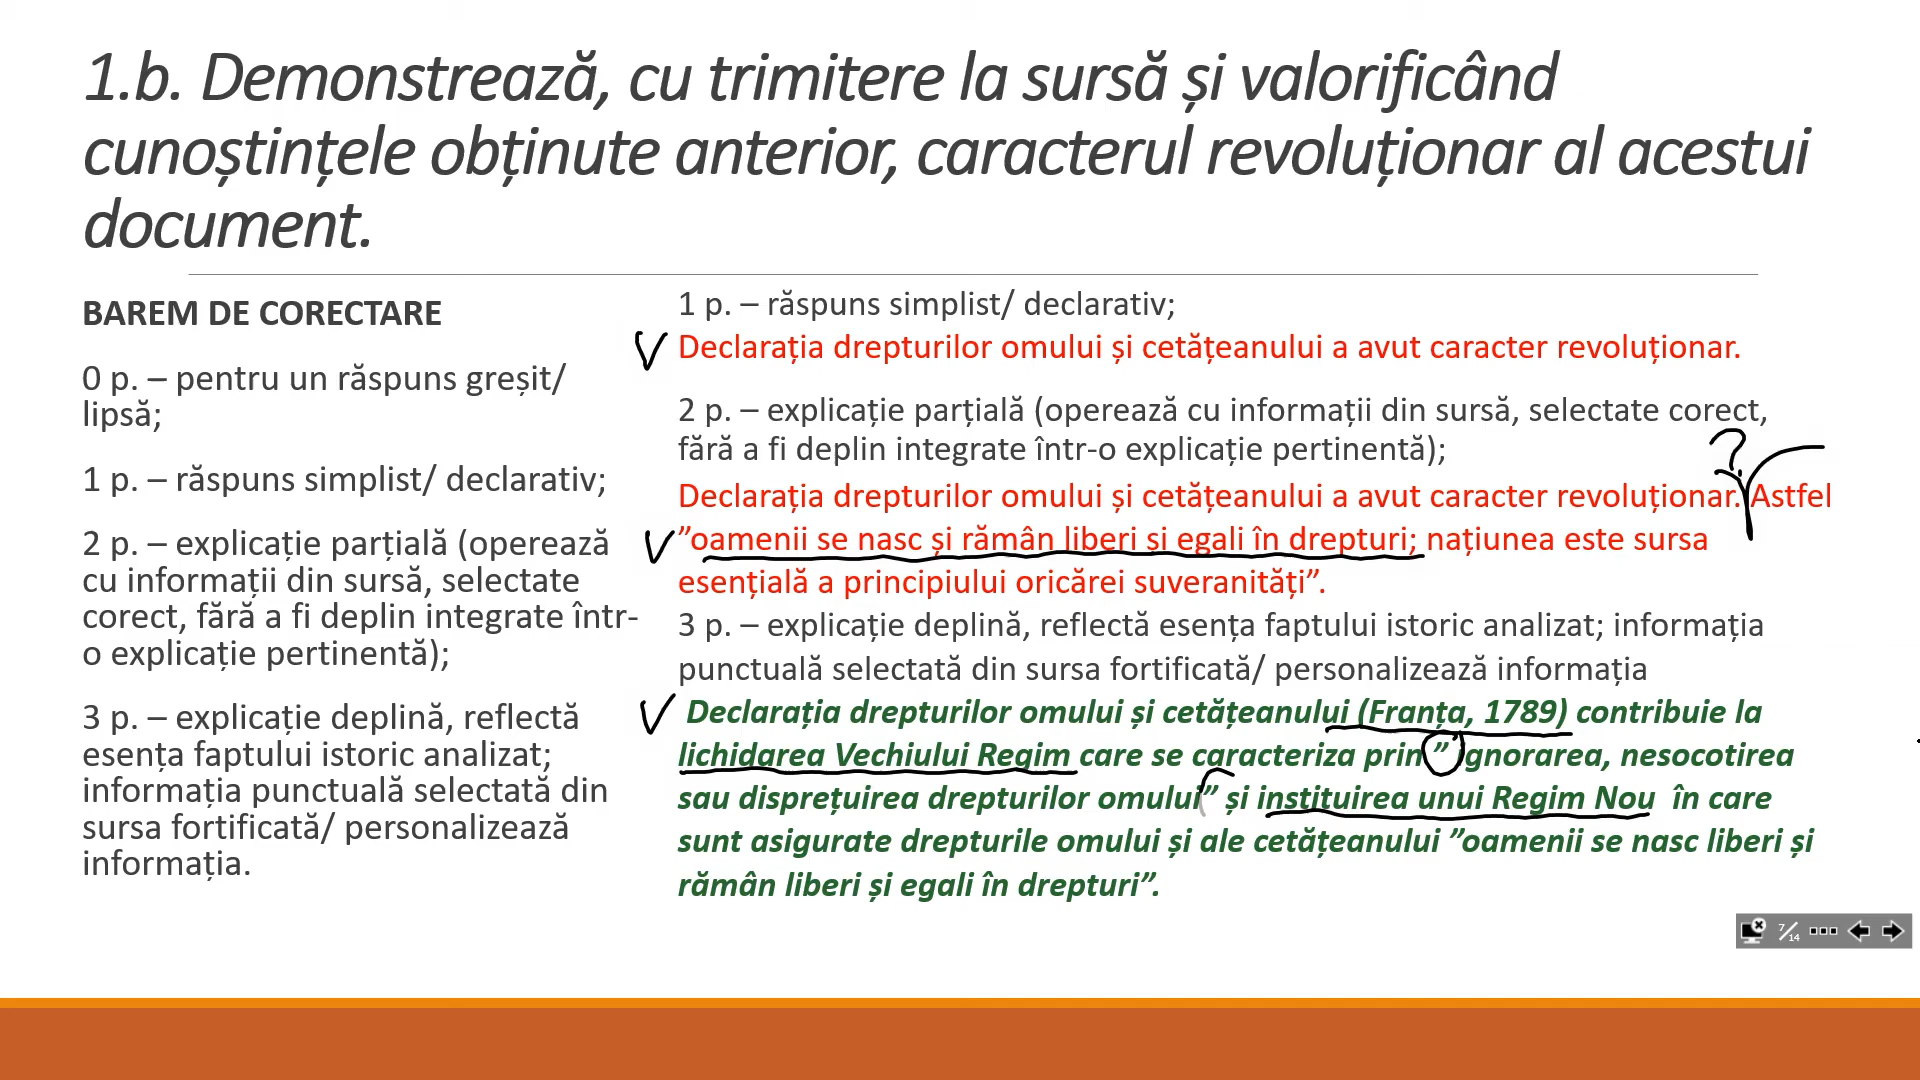 1.b. Demonstrează, cu trimitere la sursă și valorificând
cunoștințele obținute anterior, caracterul revoluționar al acestui
document.
BAREM DE CORECTARE
0 p. – pentru un răspuns greșit/
lipsă;
1 p. – răspuns simplist/ declarativ;
2 p. – explicație parțială (operează
cu informații din sursă, selectate
corect, fără a fi deplin integrate într-
o explicație pertinentă);
3 p. – explicație deplină, reflectă
esența faptului istoric analizat;
informația punctuală selectată din
sursa fortificată/ personalizează
informația.
1 p. – răspuns simplist/ declarativ;
Declarația drepturilor omului și cetățeanului a avut caracter revoluționar.
2 p. – explicație parțială (operează cu informații din sursă, selectate corect,
fără a fi deplin integrate într-o explicație pertinentă);
?
Declarația drepturilor omului și cetățeanului a avut caracter revoluționar. Astfel
”oamenii se nasc și rămân liberi și egali în drepturi; națiunea este sursa
esențială a principiului oricărei suveranități”.
3 p. – explicație deplină, reflectă esența faptului istoric analizat; informația
punctuală selectată din sursa fortificată/ personalizează informația
Declarația drepturilor omului și cetățeanului (Franța, 1789) contribuie la
lichidarea Vechiului Regim care se caracteriza prin ” ignorarea, nesocotirea
sau disprețuirea drepturilor omului” și instituirea unui Regim Nou în care
sunt asigurate drepturile omului și ale cetățeanului ”oamenii se nasc liberi și
rămân liberi și egali în drepturi”.
7/14